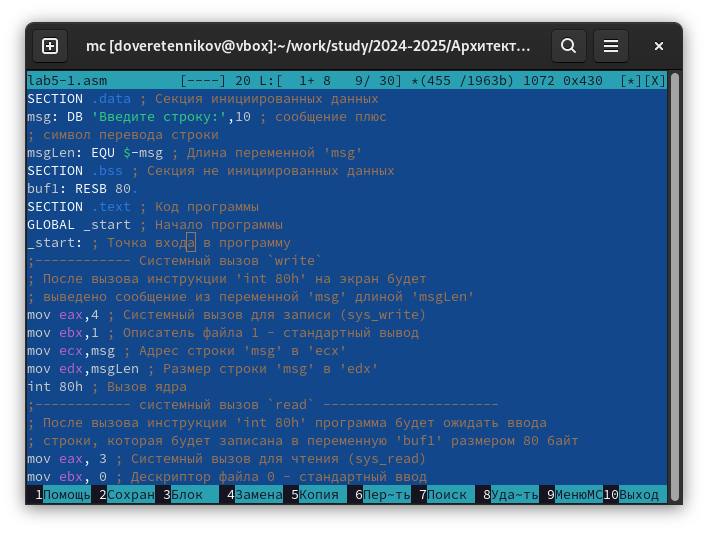 mc [doveretennikov@vbox]:~/work/study/2024-2025/Архитект...
lab5-1.asm [----] 20 L:[ 1+ 8 9/ 30] *(455 /1963b) 1072 0x430 [*][X]
SECTION .data ; Секция инициированных данных
msg: DB 'Введите строку:',10 ; сообщение плюс
; символ перевода строки
msgLen: EQU $-msg ; Длина переменной 'msg'
SECTION .bss ; Секция не инициированных данных
buf1: RESB 80.
SECTION .text ; Код программы
GLOBAL _start ; Начало программы
_start: ; Точка входа в программу
;------------ Системный вызов `write`
; После вызова инструкции 'int 80h' на экран будет
; выведено сообщение из переменной 'msg' длиной 'msgLen'
mov eax,4 ; Системный вызов для записи (sys_write)
mov ebx,1 ; Описатель файла 1 - стандартный вывод
mov ecx,msg ; Адрес строки 'msg' в 'ecx'
mov edx,msgLen ; Размер строки 'msg' в 'edx'
int 80h ; Вызов ядра
;------------ системный вызов `read` ----------------------
; После вызова инструкции 'int 80h' программа будет ожидать ввода
; строки, которая будет записана в переменную 'buf1' размером 80 байт
mov eax, 3 ; Системный вызов для чтения (sys_read)
mov ebx, 0 ; Дескриптор файла 0 - стандартный ввод
1Помощь 2Сохран 3Блок 4Замена 5Копия 6Пер~ть 7Поиск 8Уда~ть 9МенюМС 10Выход